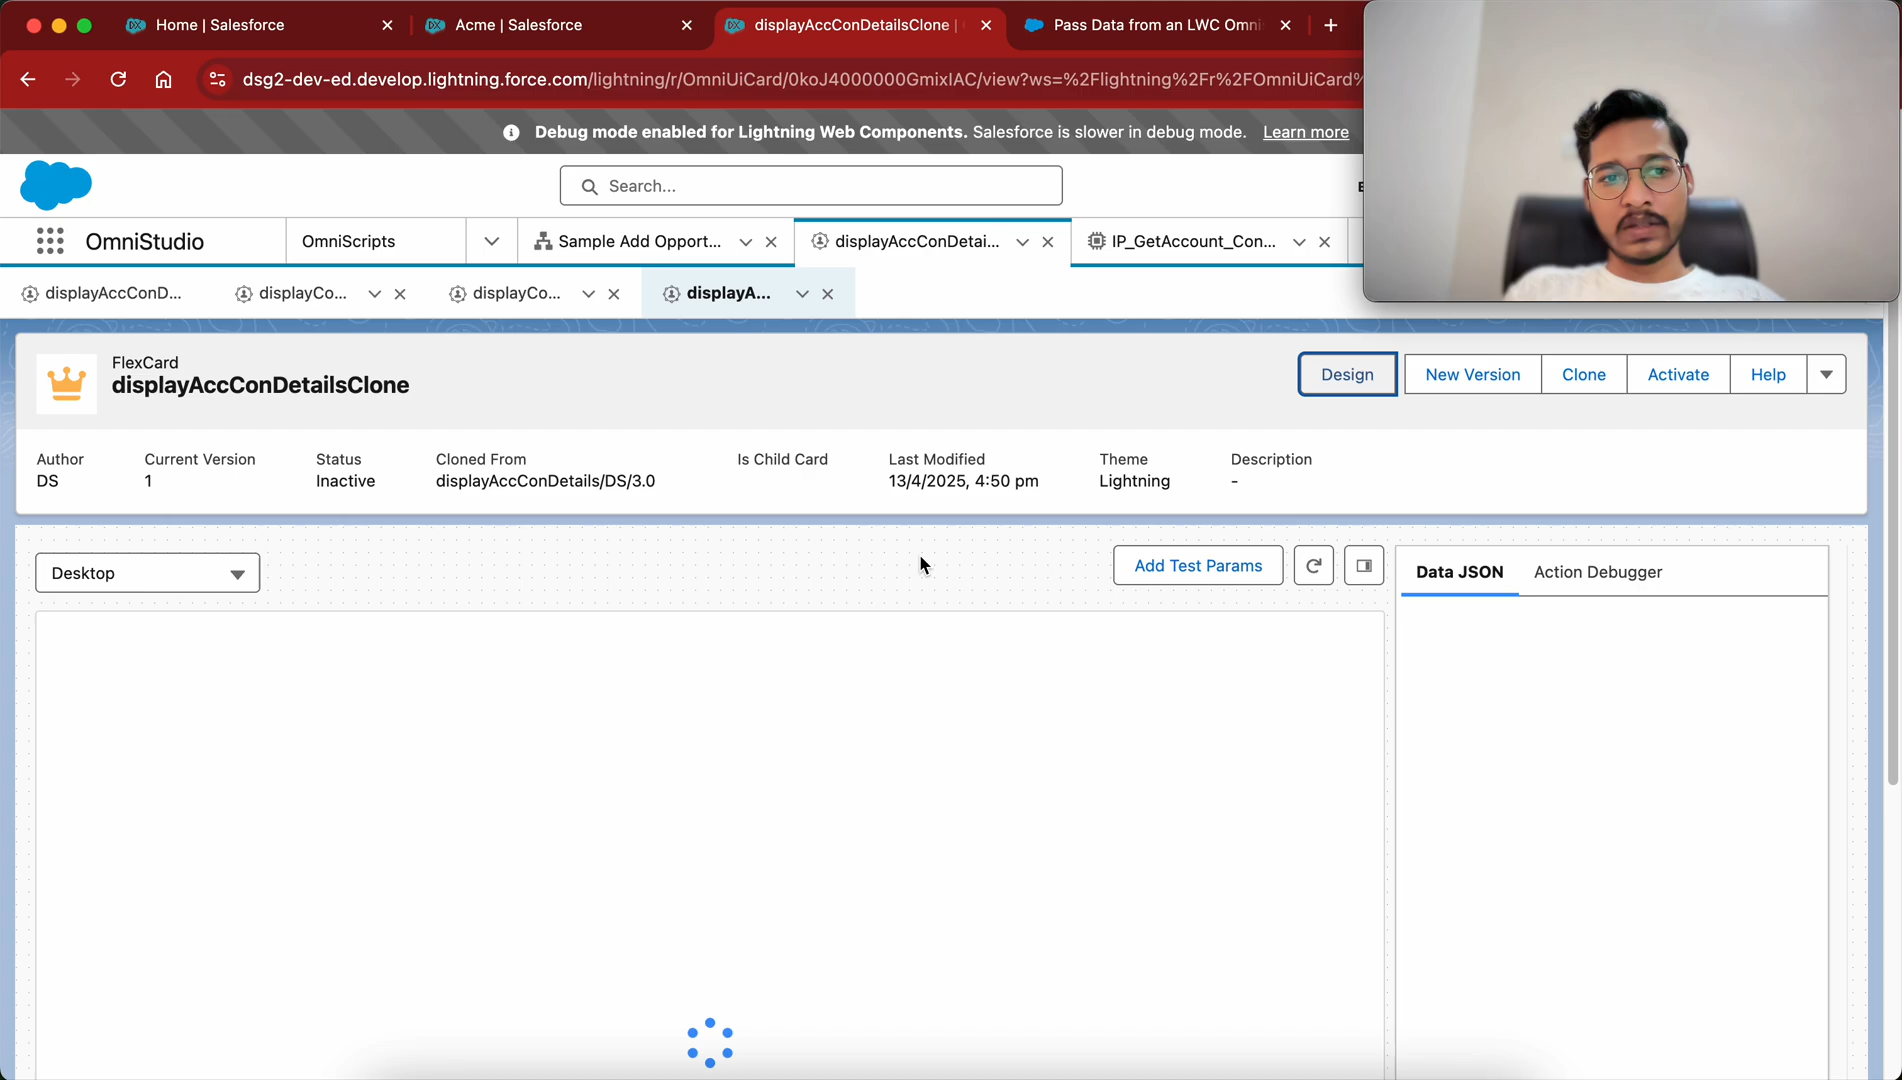 Home | Salesforce
Acme | Salesforce
displayAccConDetailsClone |
Pass Data from an LWC Omni
dsg2-dev-ed.develop.lightning.force.com/lightning/r/OmniUiCard/0koJ4000000GmixIAC/view?ws=%2Flightning%2Fr%2FOmniUiCard%
Debug mode enabled for Lightning Web Components. Salesforce is slower in debug mode. Learn more
Search...
OmniStudio
OmniScripts
Sample Add Opport...
displayAccConDetai...
IP_GetAccount_Con...
displayAccConD...
displayCo...
displayCo...
displayA...
FlexCard
displayAccConDetailsClone
Design
New Version
Clone
Activate
Help
Author
Current Version
Status
Cloned From
Is Child Card
Last Modified
Theme
Description
DS
1
Inactive
displayAccConDetails/DS/3.0
13/4/2025, 4:50 pm
Lightning
-
Desktop
Add Test Params
Data JSON
Action Debugger